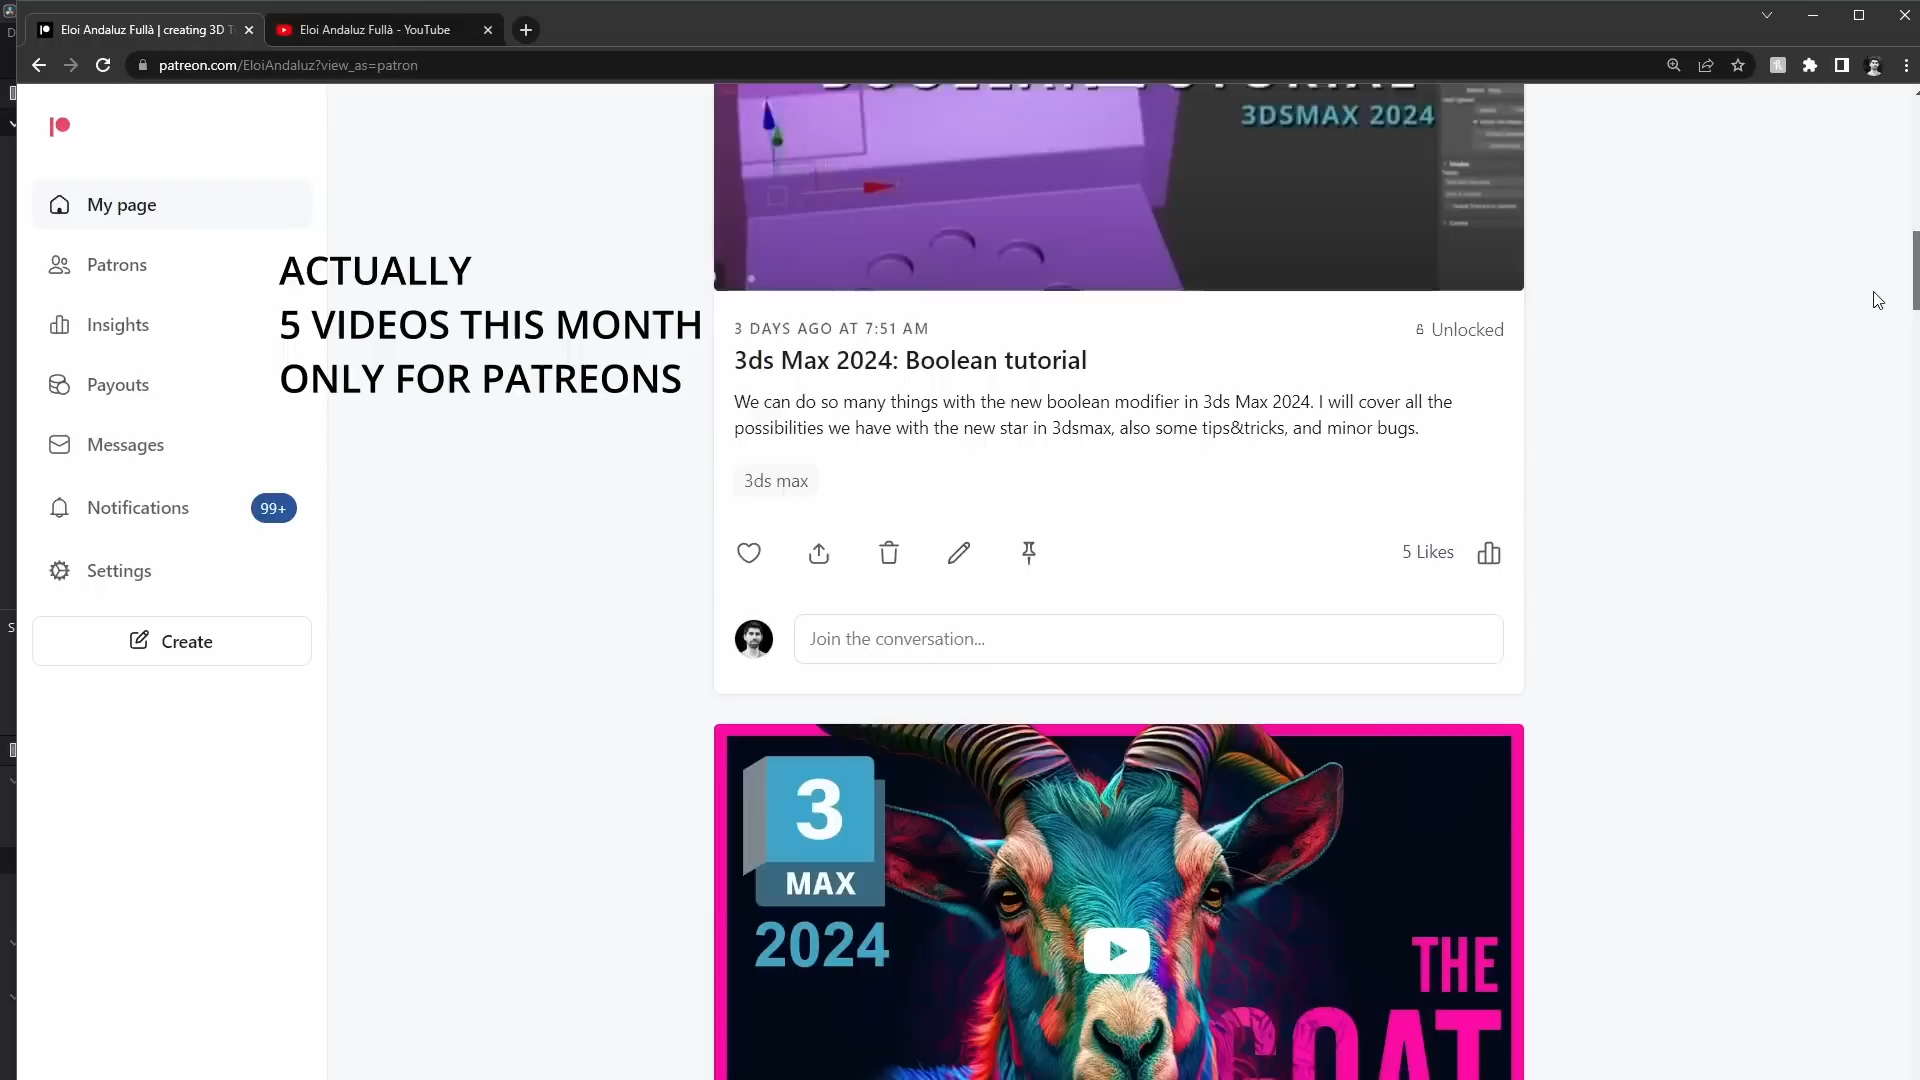 Eloi Andaluz Fullà | creating 3D T
Eloi Andaluz Fullà - YouTube
patreon.com/EloiAndaluz?view_as=patron
My page
Patrons
Insights
Payouts
Messages
Notifications
99+
Settings
Create
ACTUALLY
5 VIDEOS THIS MONTH
ONLY FOR PATREONS
BOOLEAN TUTORIAL
3DSMAX 2024
3 DAYS AGO AT 7:51 AM
Unlocked
3ds Max 2024: Boolean tutorial
We can do so many things with the new boolean modifier in 3ds Max 2024. I will cover all the
possibilities we have with the new star in 3dsmax, also some tips&tricks, and minor bugs.
3ds max
5 Likes
Join the conversation...
3
MAX
2024
THE
GOAT